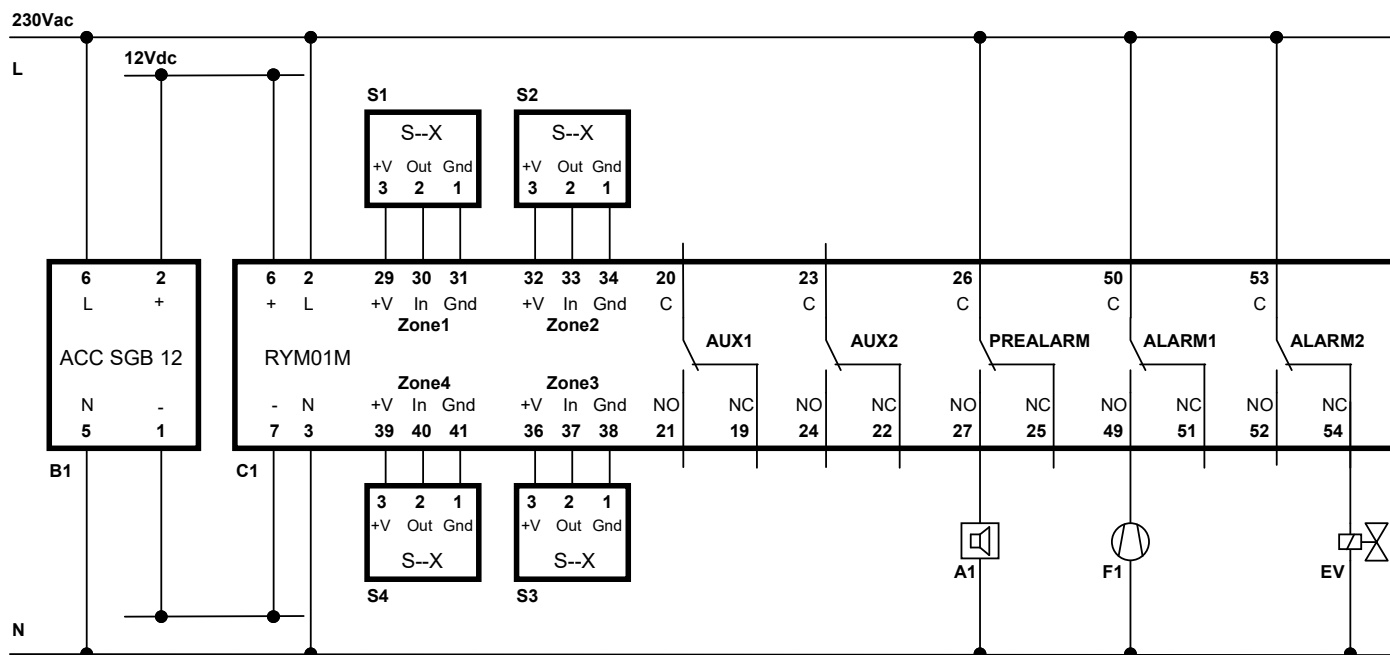 230Vac
12Vdc
L
S1 S2
S--X S--X
+V Out Gnd +V Out Gnd
3 2 1 3 2 1
6 2 6 2 29 30 31 32 33 34 20 23 26 50 53
L + + L +V In Gnd +V In Gnd C C C C C
Zone1 Zone2
AUX1 AUX2 PREALARM ALARM1 ALARM2
ACC SGB 12 RYM01M
Zone4 Zone3
N - - N +V In Gnd +V In Gnd NO NC NO NC NO NC NO NC NO NC
5 1 7 3 39 40 41 36 37 38 21 19 24 22 27 25 49 51 52 54
B1 C1
3 2 1 3 2 1
+V Out Gnd +V Out Gnd
S--X S--X
A1 F1 EV
S4 S3
N